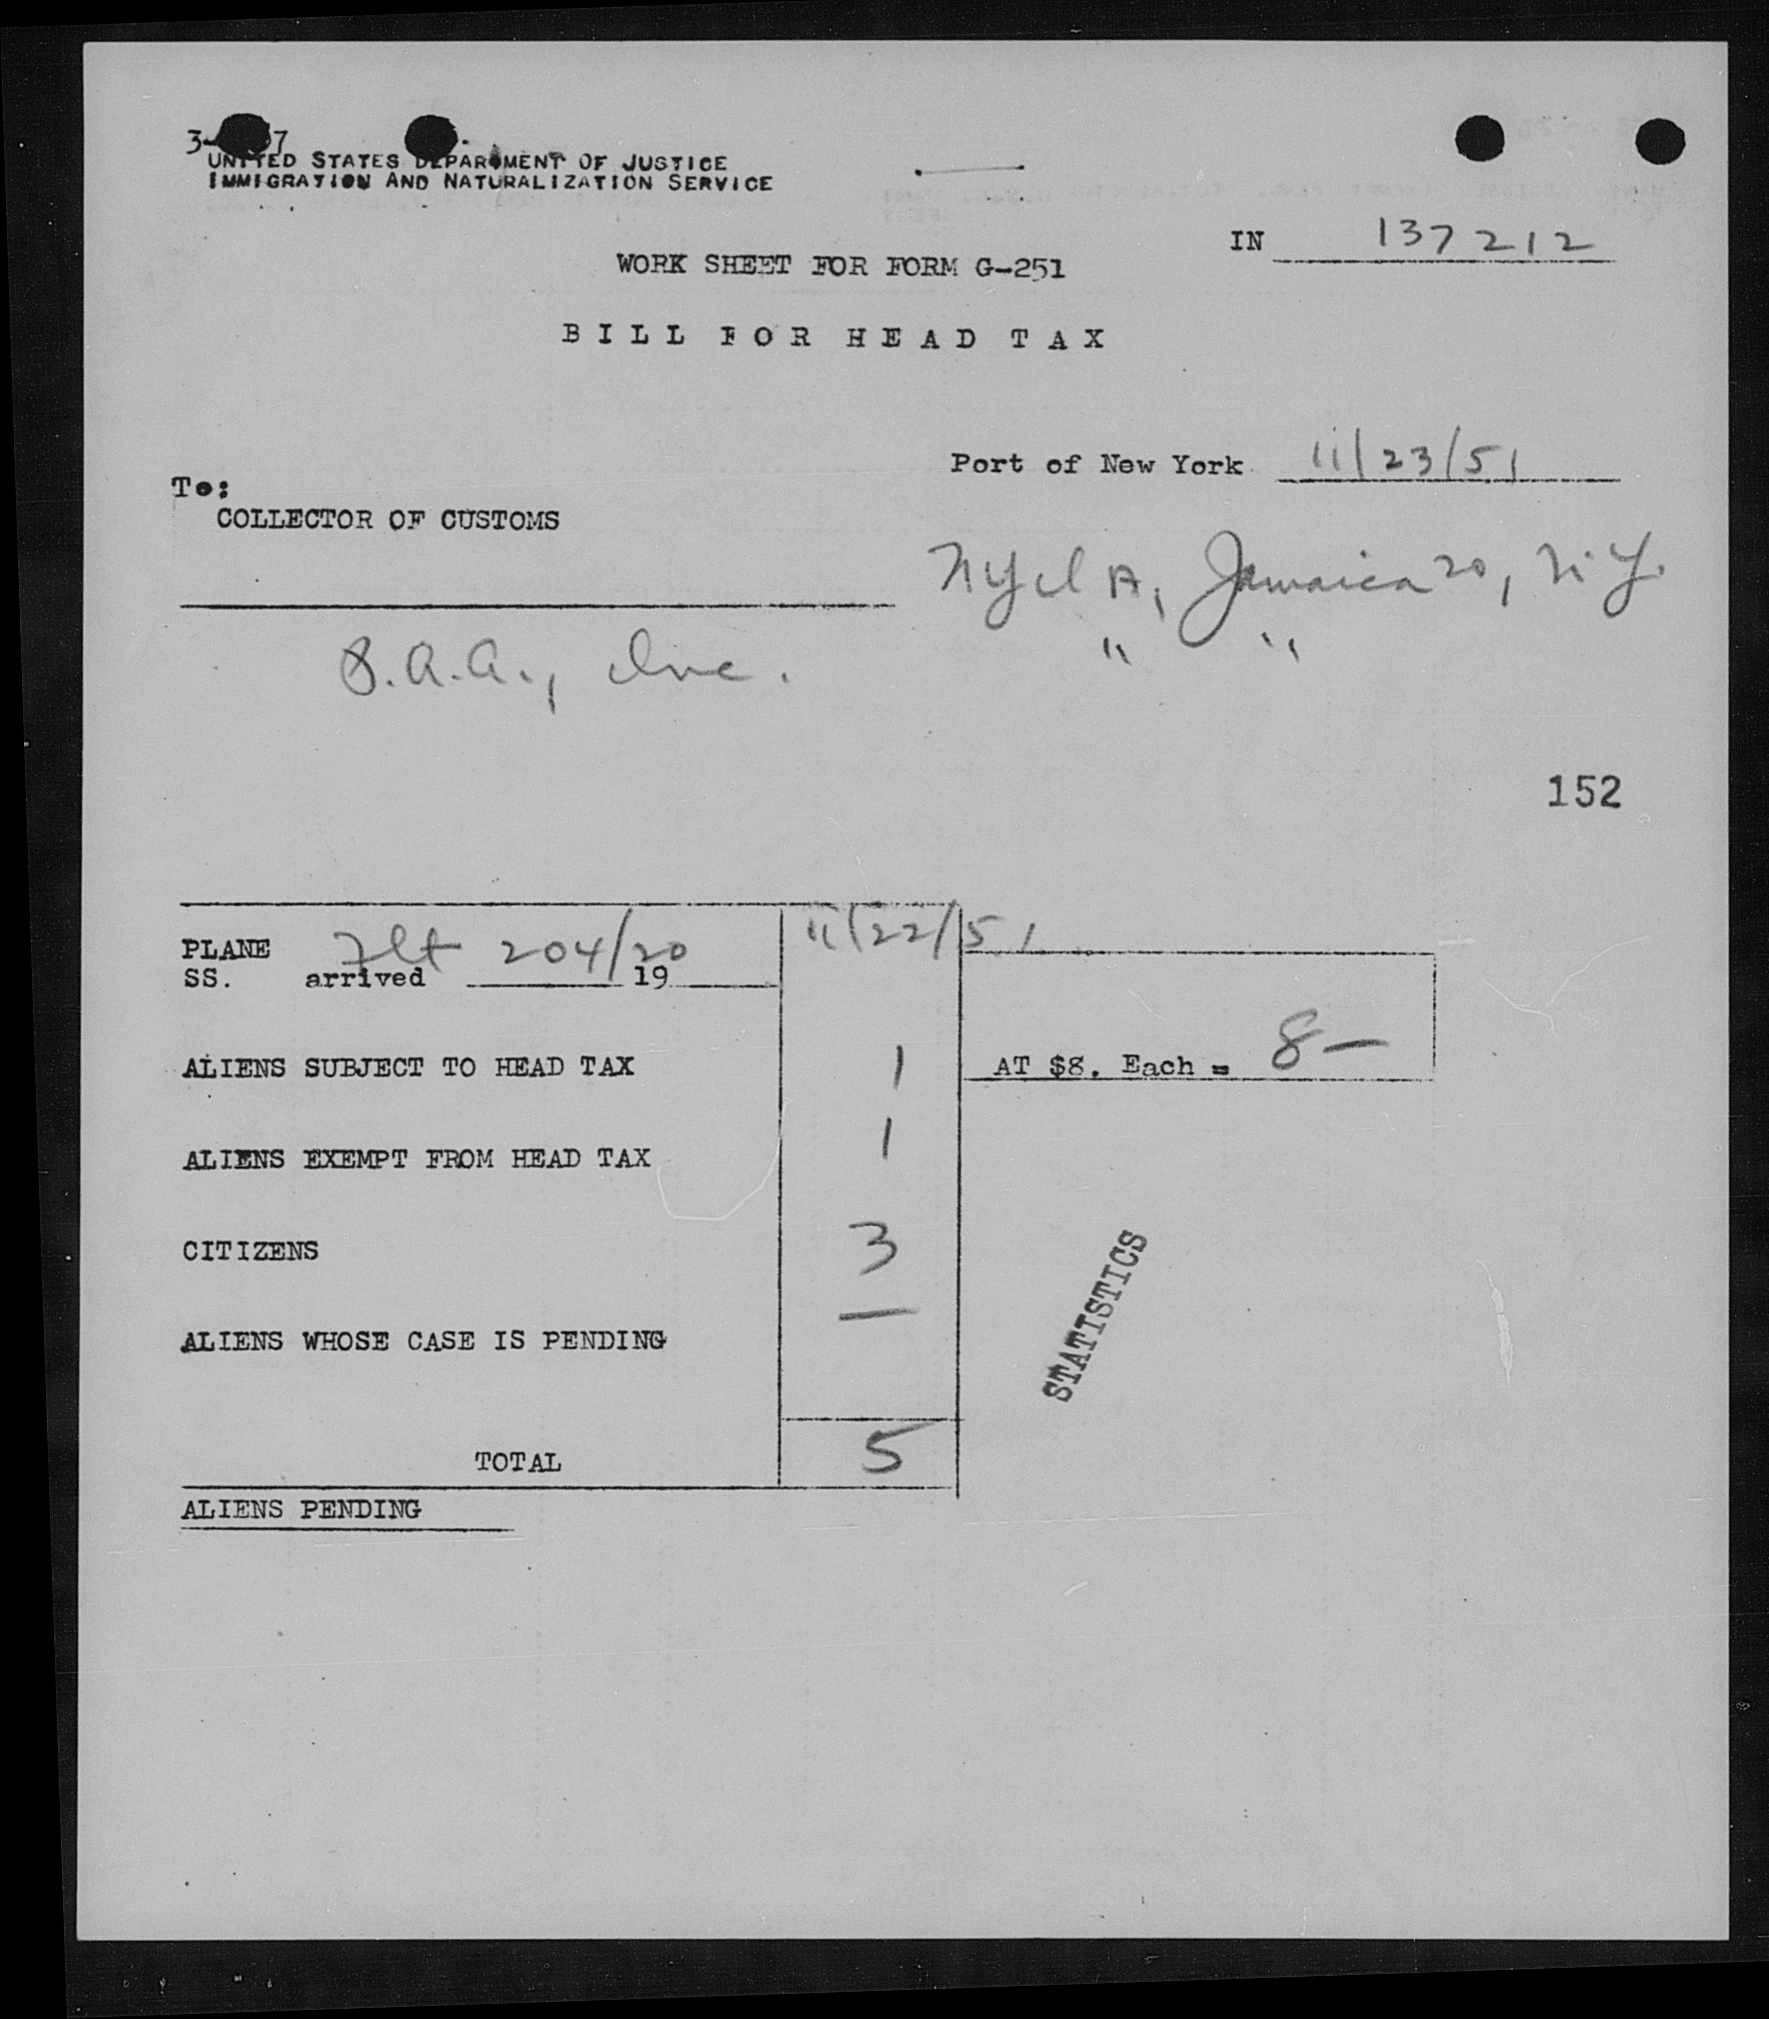 UNITED STATES DEPARTMENT OF JUSTICE
IMMIGRATION AND NATURALIZATION SERVICE
IN 137212
WORK SHEET FOR FORM G-251
BILL FOR HEAD TAX
Port of New York 11/23/51
To:
COLLECTOR OF CUSTOMS
Jamaica 20, N.Y.
" "
A.A., Inc.
152
PLANE Flt 204/20 11/22/51
SS. arrived 19
ALIENS SUBJECT TO HEAD TAX 1 AT $8. Each = 8—
ALIENS EXEMPT FROM HEAD TAX 1
CITIZENS 3
ALIENS WHOSE CASE IS PENDING —
STATISTICS
TOTAL 5
ALIENS PENDING